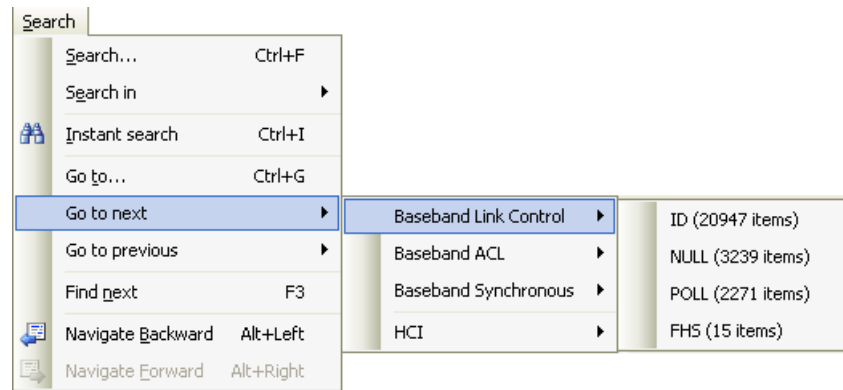 Search
Search... Ctrl+F
Search in
Instant search Ctrl+I
Go to... Ctrl+G
Go to next
Go to previous
Find next F3
Navigate Backward Alt+Left
Navigate Forward Alt+Right
Baseband Link Control
Baseband ACL
Baseband Synchronous
HCI
ID (20947 items)
NULL (3239 items)
POLL (2271 items)
FHS (15 items)